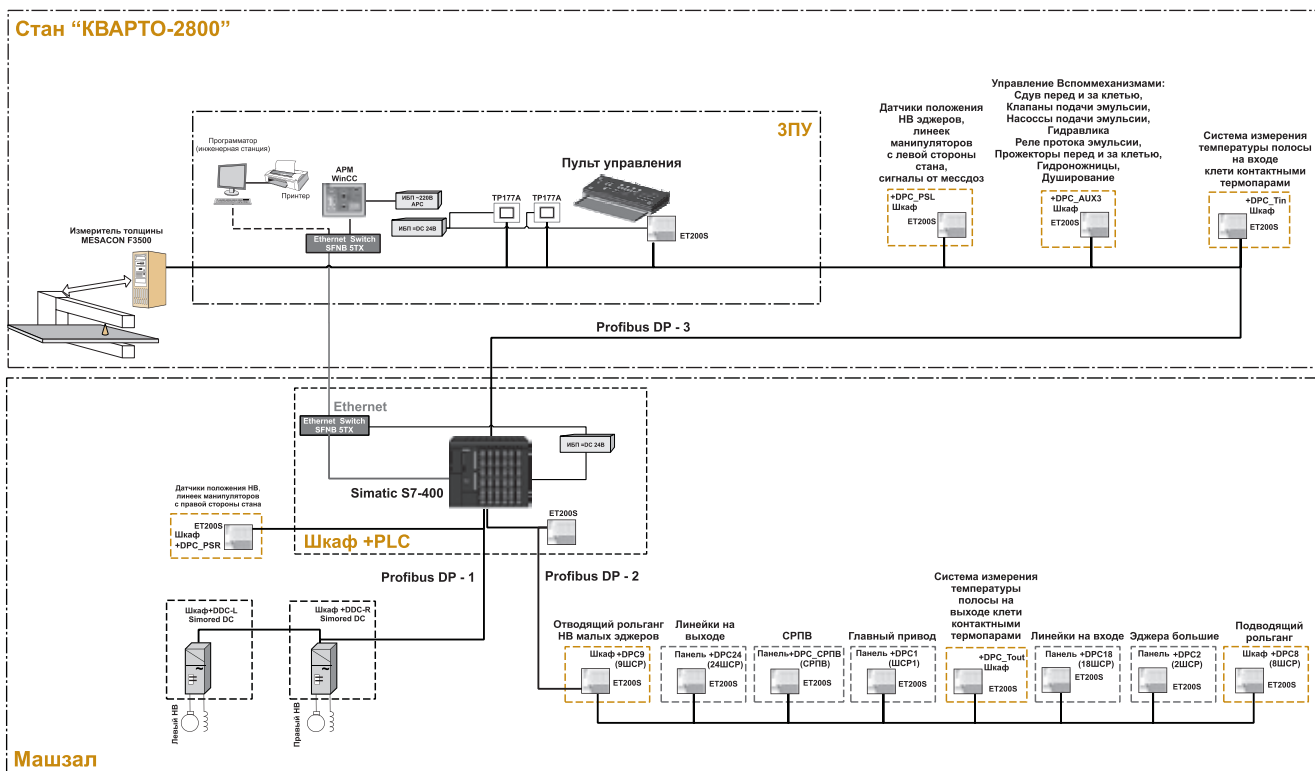 Стан “КВАРТО-2800”
ЗПУ
Программатор
(инженерная станция)
Принтер
АРМ
WinCC
ИБП ~220В
АРС
ИБП =DC 24В
TP177A
TP177A
Пульт управления
ET200S
Ethernet Switch
SFNB 5TX
Измеритель толщины
MESACON F3500
Датчики положения
НВ эджеров,
линеек
манипуляторов
с левой стороны
стана,
сигналы от мессдоз
+DPC_PSL
Шкаф
ET200S
Управление Вспоммеханизмами:
Сдув перед и за клетью,
Клапаны подачи эмульсии,
Насоссы подачи эмульсии,
Гидравлика
Реле протока эмульсии,
Прожекторы перед и за клетью,
Гидроножницы,
Душирование
+DPC_AUX3
Шкаф
ET200S
Система измерения
температуры полосы
на входе
клети контактными
термопарами
+DPC_Tin
Шкаф
ET200S
Profibus DP - 3
Ethernet
Ethernet Switch
SFNB 5TX
ИБП =DC 24В
Simatic S7-400
ET200S
Шкаф +PLC
Датчики положения НВ,
линеек манипуляторов
с правой стороны стана
ET200S
Шкаф
+DPC_PSR
Profibus DP - 1
Profibus DP - 2
Шкаф+DDC-L
Simored DC
Левый НВ
Шкаф +DDC-R
Simored DC
Правый НВ
Отводящий рольганг
НВ малых эджеров
Шкаф +DPC9
(9ШСР)
ET200S
Линейки на
выходе
Панель +DPC24
(24ШСР)
ET200S
СРПВ
Панель+DPC_СРПВ
(СРПВ)
ET200S
Главный привод
Панель +DPC1
(ШСР1)
ET200S
Система измерения
температуры
полосы на
выходе клети
контактными
термопарами
+DPC_Tout
Шкаф
ET200S
Линейки на входе
Панель +DPC18
(18ШСР)
ET200S
Эджера большие
Панель +DPC2
(2ШСР)
ET200S
Подводящий
рольганг
Шкаф +DPC8
(8ШСР)
ET200S
Машзал